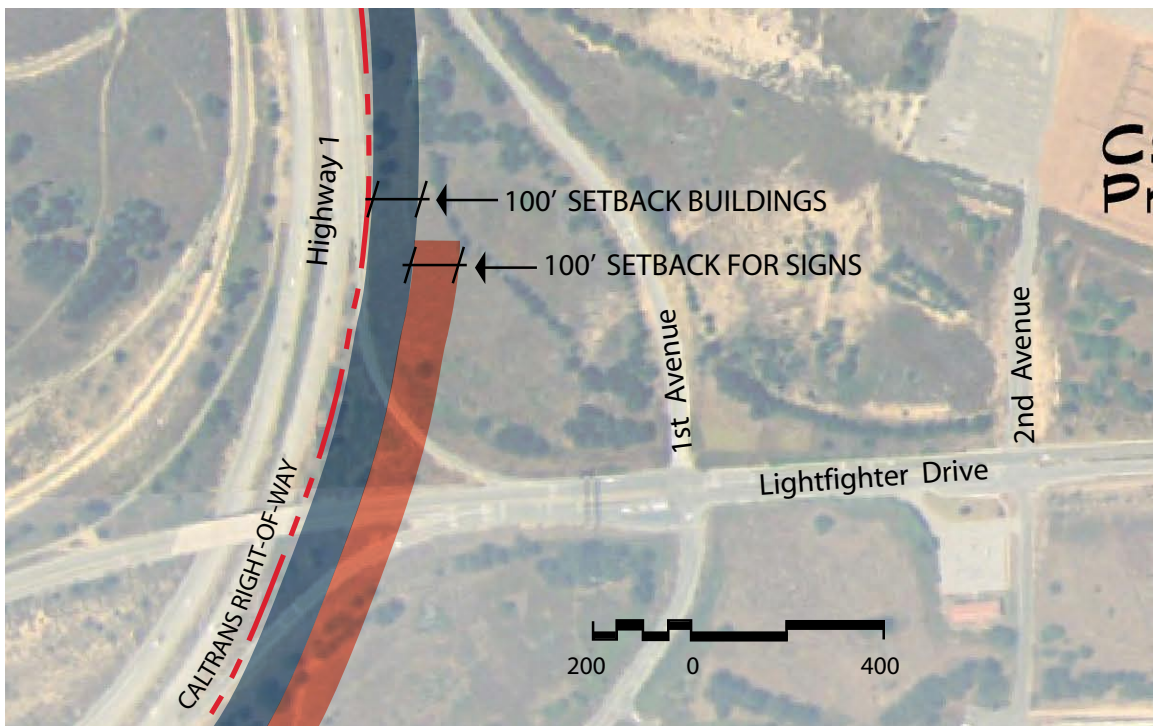 Highway 1
100' SETBACK BUILDINGS
100' SETBACK FOR SIGNS
1st Avenue
2nd Avenue
Lightfighter Drive
CALTRANS RIGHT-OF-WAY
200 0 400